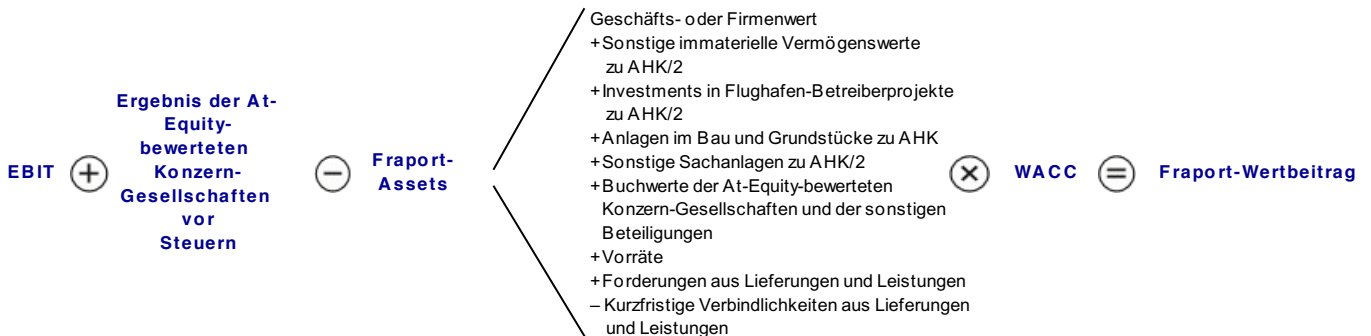 EBIT
+
Ergebnis der At-
Equity-
bewerteten
Konzern-
Gesellschaften
vor
Steuern
−
Fraport-
Assets
Geschäfts- oder Firmenwert
+Sonstige immaterielle Vermögenswerte
zu AHK/2
+Investments in Flughafen-Betreiberprojekte
zu AHK/2
+Anlagen im Bau und Grundstücke zu AHK
+Sonstige Sachanlagen zu AHK/2
+Buchwerte der At-Equity-bewerteten
Konzern-Gesellschaften und der sonstigen
Beteiligungen
+Vorräte
+Forderungen aus Lieferungen und Leistungen
– Kurzfristige Verbindlichkeiten aus Lieferungen
und Leistungen
×
WACC
=
Fraport-Wertbeitrag